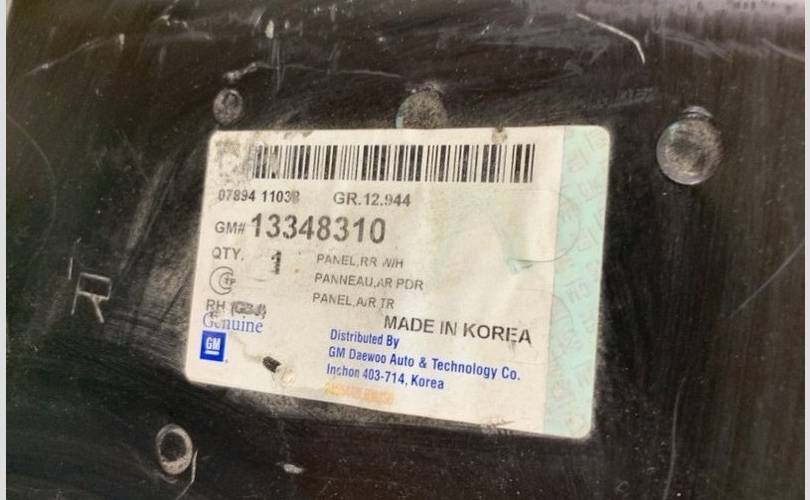 07894 11038 GR.12.944
GM# 13348310
QTY. 1
PANEL,RR W/H
PANNEAU,AR PDR
PANEL,A/R TR
RH
Genuine
GM
MADE IN KOREA
Distributed By
GM Daewoo Auto & Technology Co.
Inchon 403-714, Korea
R